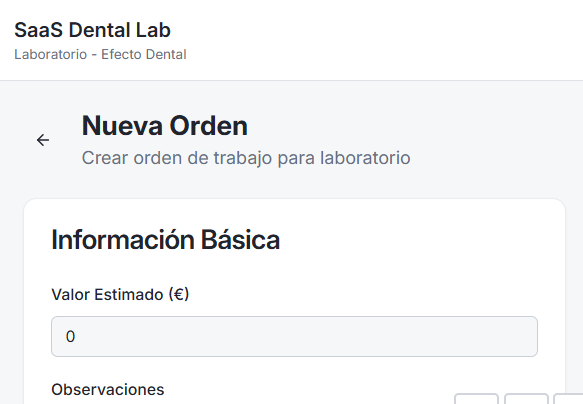 SaaS Dental Lab
Laboratorio - Efecto Dental
Nueva Orden
Crear orden de trabajo para laboratorio
Información Básica
Valor Estimado (€)
0
Observaciones